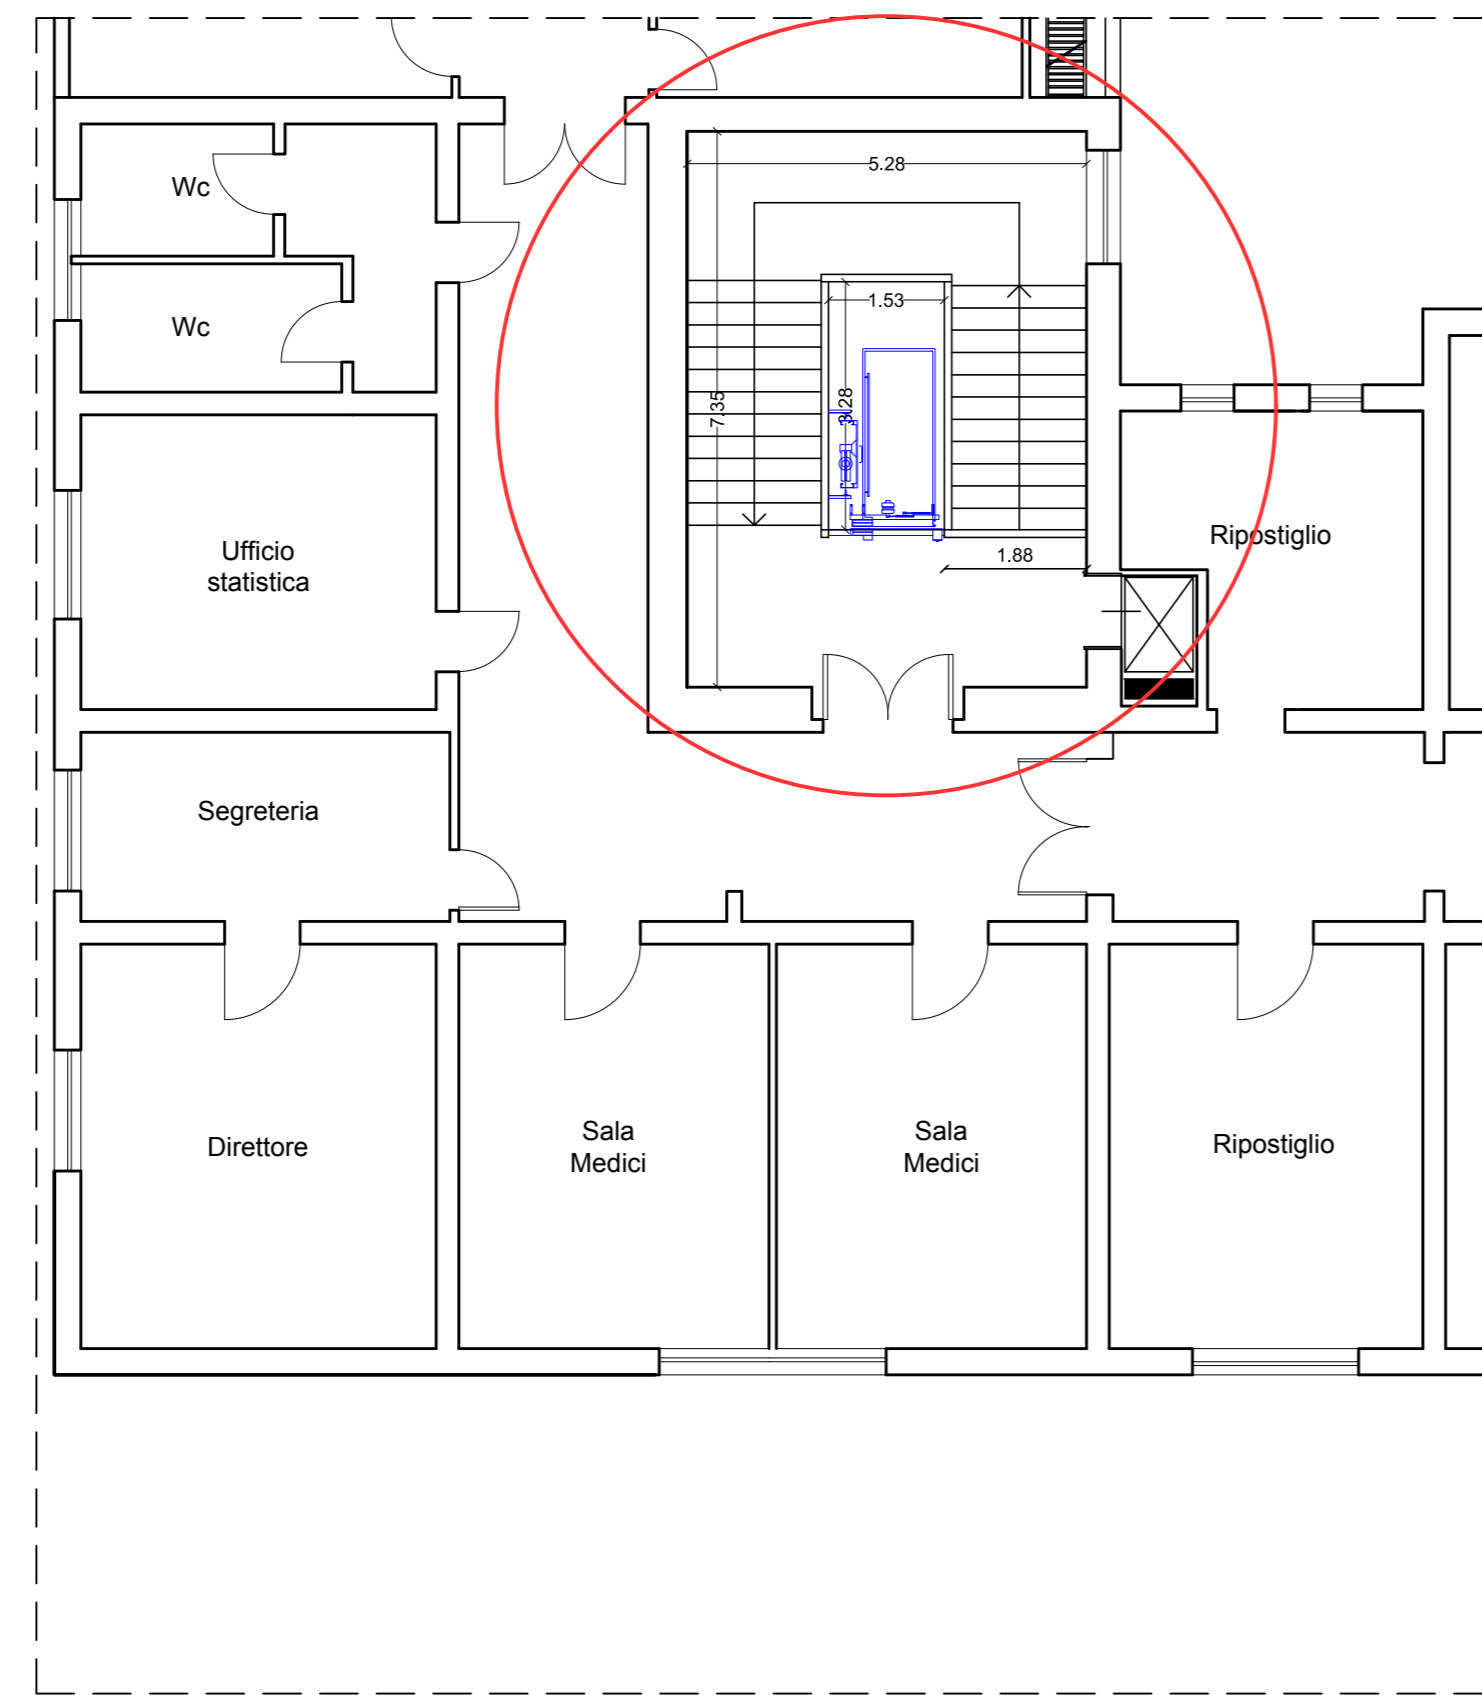 5.28
Wc
1.53
Wc
3.28
7.35
Ripostiglio
Ufficio
statistica
1.88
Segreteria
Sala
Medici
Sala
Medici
Direttore
Ripostiglio